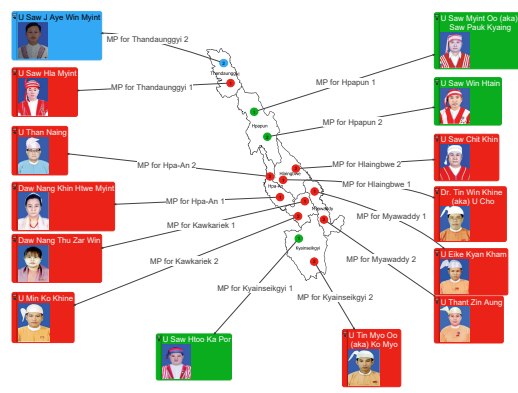 U Saw J Aye Win Myint
MP for Thandaunggyi 2
U Saw Myint Oo (aka)
Saw Pauk Kyaing
U Saw Hla Myint
MP for Thandaunggyi 1
Thandaunggyi
MP for Hpapun 1
U Saw Win Htain
MP for Hpapun 2
Hpapun
U Than Naing
U Saw Chit Khin
MP for Hpa-An 2
MP for Hlaingbwe 2
Hlaingbwe
MP for Hlaingbwe 1
Daw Nang Khin Htwe Myint
Hpa-An
Dr. Tin Win Khine
(aka) U Cho
MP for Hpa-An 1
Myawaddy
MP for Myawaddy 1
MP for Kawkariek 1
Daw Nang Thu Zar Win
MP for Kawkariek 2
Kyainseikgyi
MP for Myawaddy 2
U Eike Kyan Kham
MP for Kyainseikgyi 1
MP for Kyainseikgyi 2
U Min Ko Khine
U Thant Zin Aung
U Saw Htoo Ka Por
U Tin Myo Oo
(aka) Ko Myo